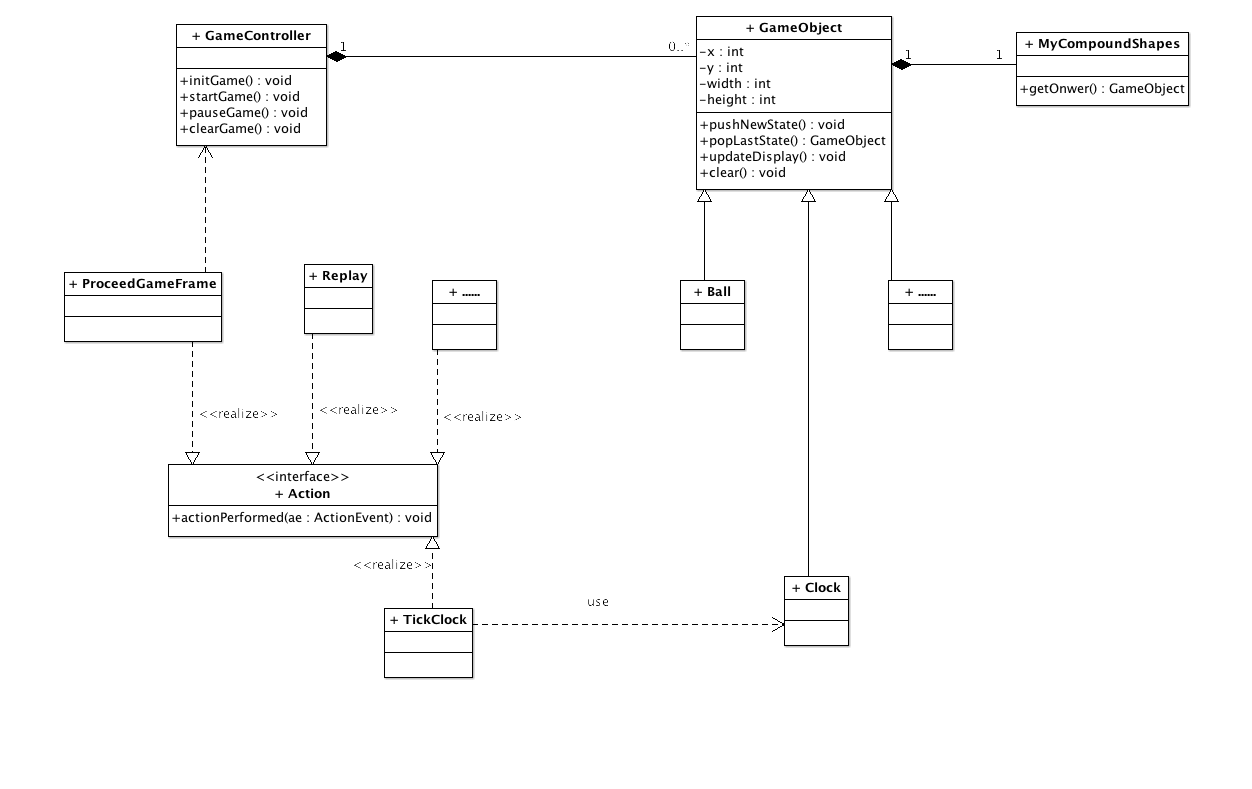 + GameController
+initGame() : void
+startGame() : void
+pauseGame() : void
+clearGame() : void
1
0..*
+ GameObject
-x : int
-y : int
-width : int
-height : int
+pushNewState() : void
+popLastState() : GameObject
+updateDisplay() : void
+clear() : void
1
1
+ MyCompoundShapes
+getOnwer() : GameObject
+ ProceedGameFrame
+ Replay
+ ......
+ Ball
+ ......
<<realize>>
<<realize>>
<<realize>>
<<interface>>
+ Action
+actionPerformed(ae : ActionEvent) : void
<<realize>>
+ TickClock
use
+ Clock